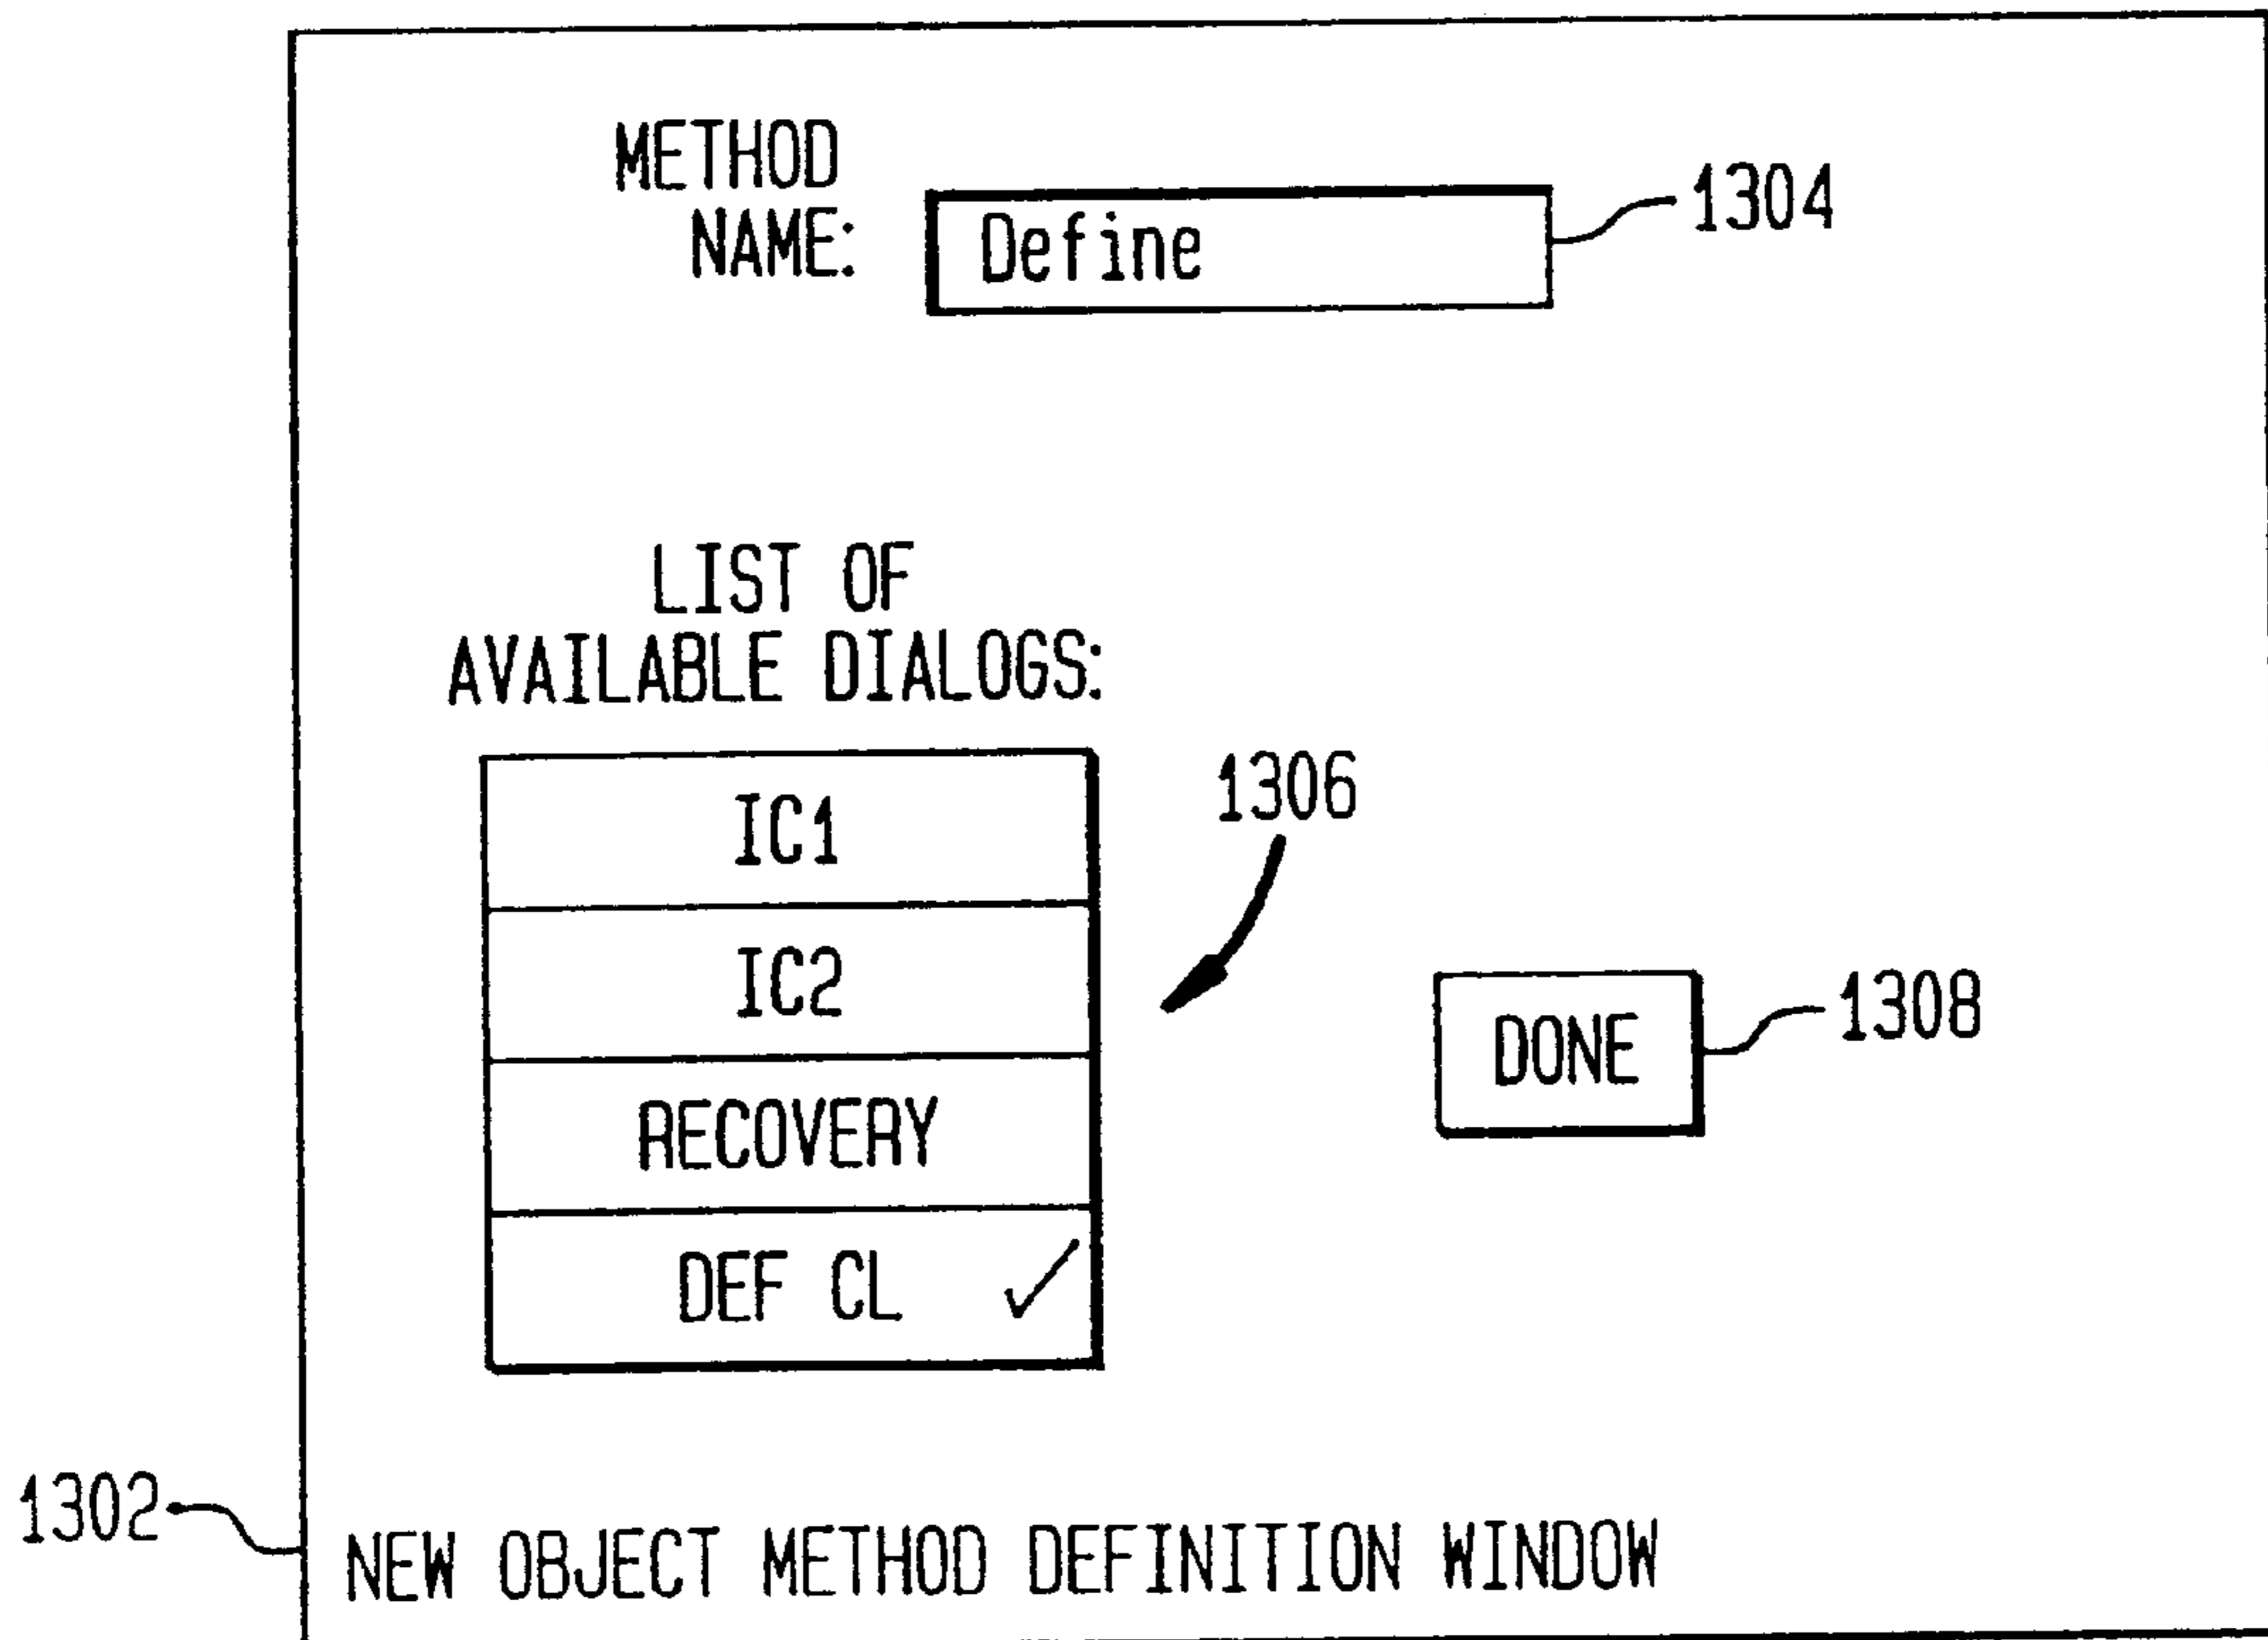 METHOD
NAME:
Define
1304
LIST OF
AVAILABLE DIALOGS:
IC1
1306
IC2
DONE
1308
RECOVERY
DEF CL ✓
1302
NEW OBJECT METHOD DEFINITION WINDOW